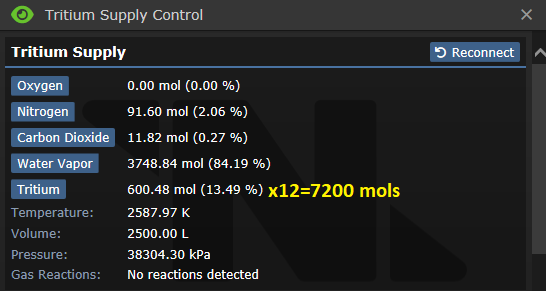 Tritium Supply Control
Tritium Supply
Reconnect
Oxygen 0.00 mol (0.00 %)
Nitrogen 91.60 mol (2.06 %)
Carbon Dioxide 11.82 mol (0.27 %)
Water Vapor 3748.84 mol (84.19 %)
Tritium 600.48 mol (13.49 %) x12=7200 mols
Temperature: 2587.97 K
Volume: 2500.00 L
Pressure: 38304.30 kPa
Gas Reactions: No reactions detected